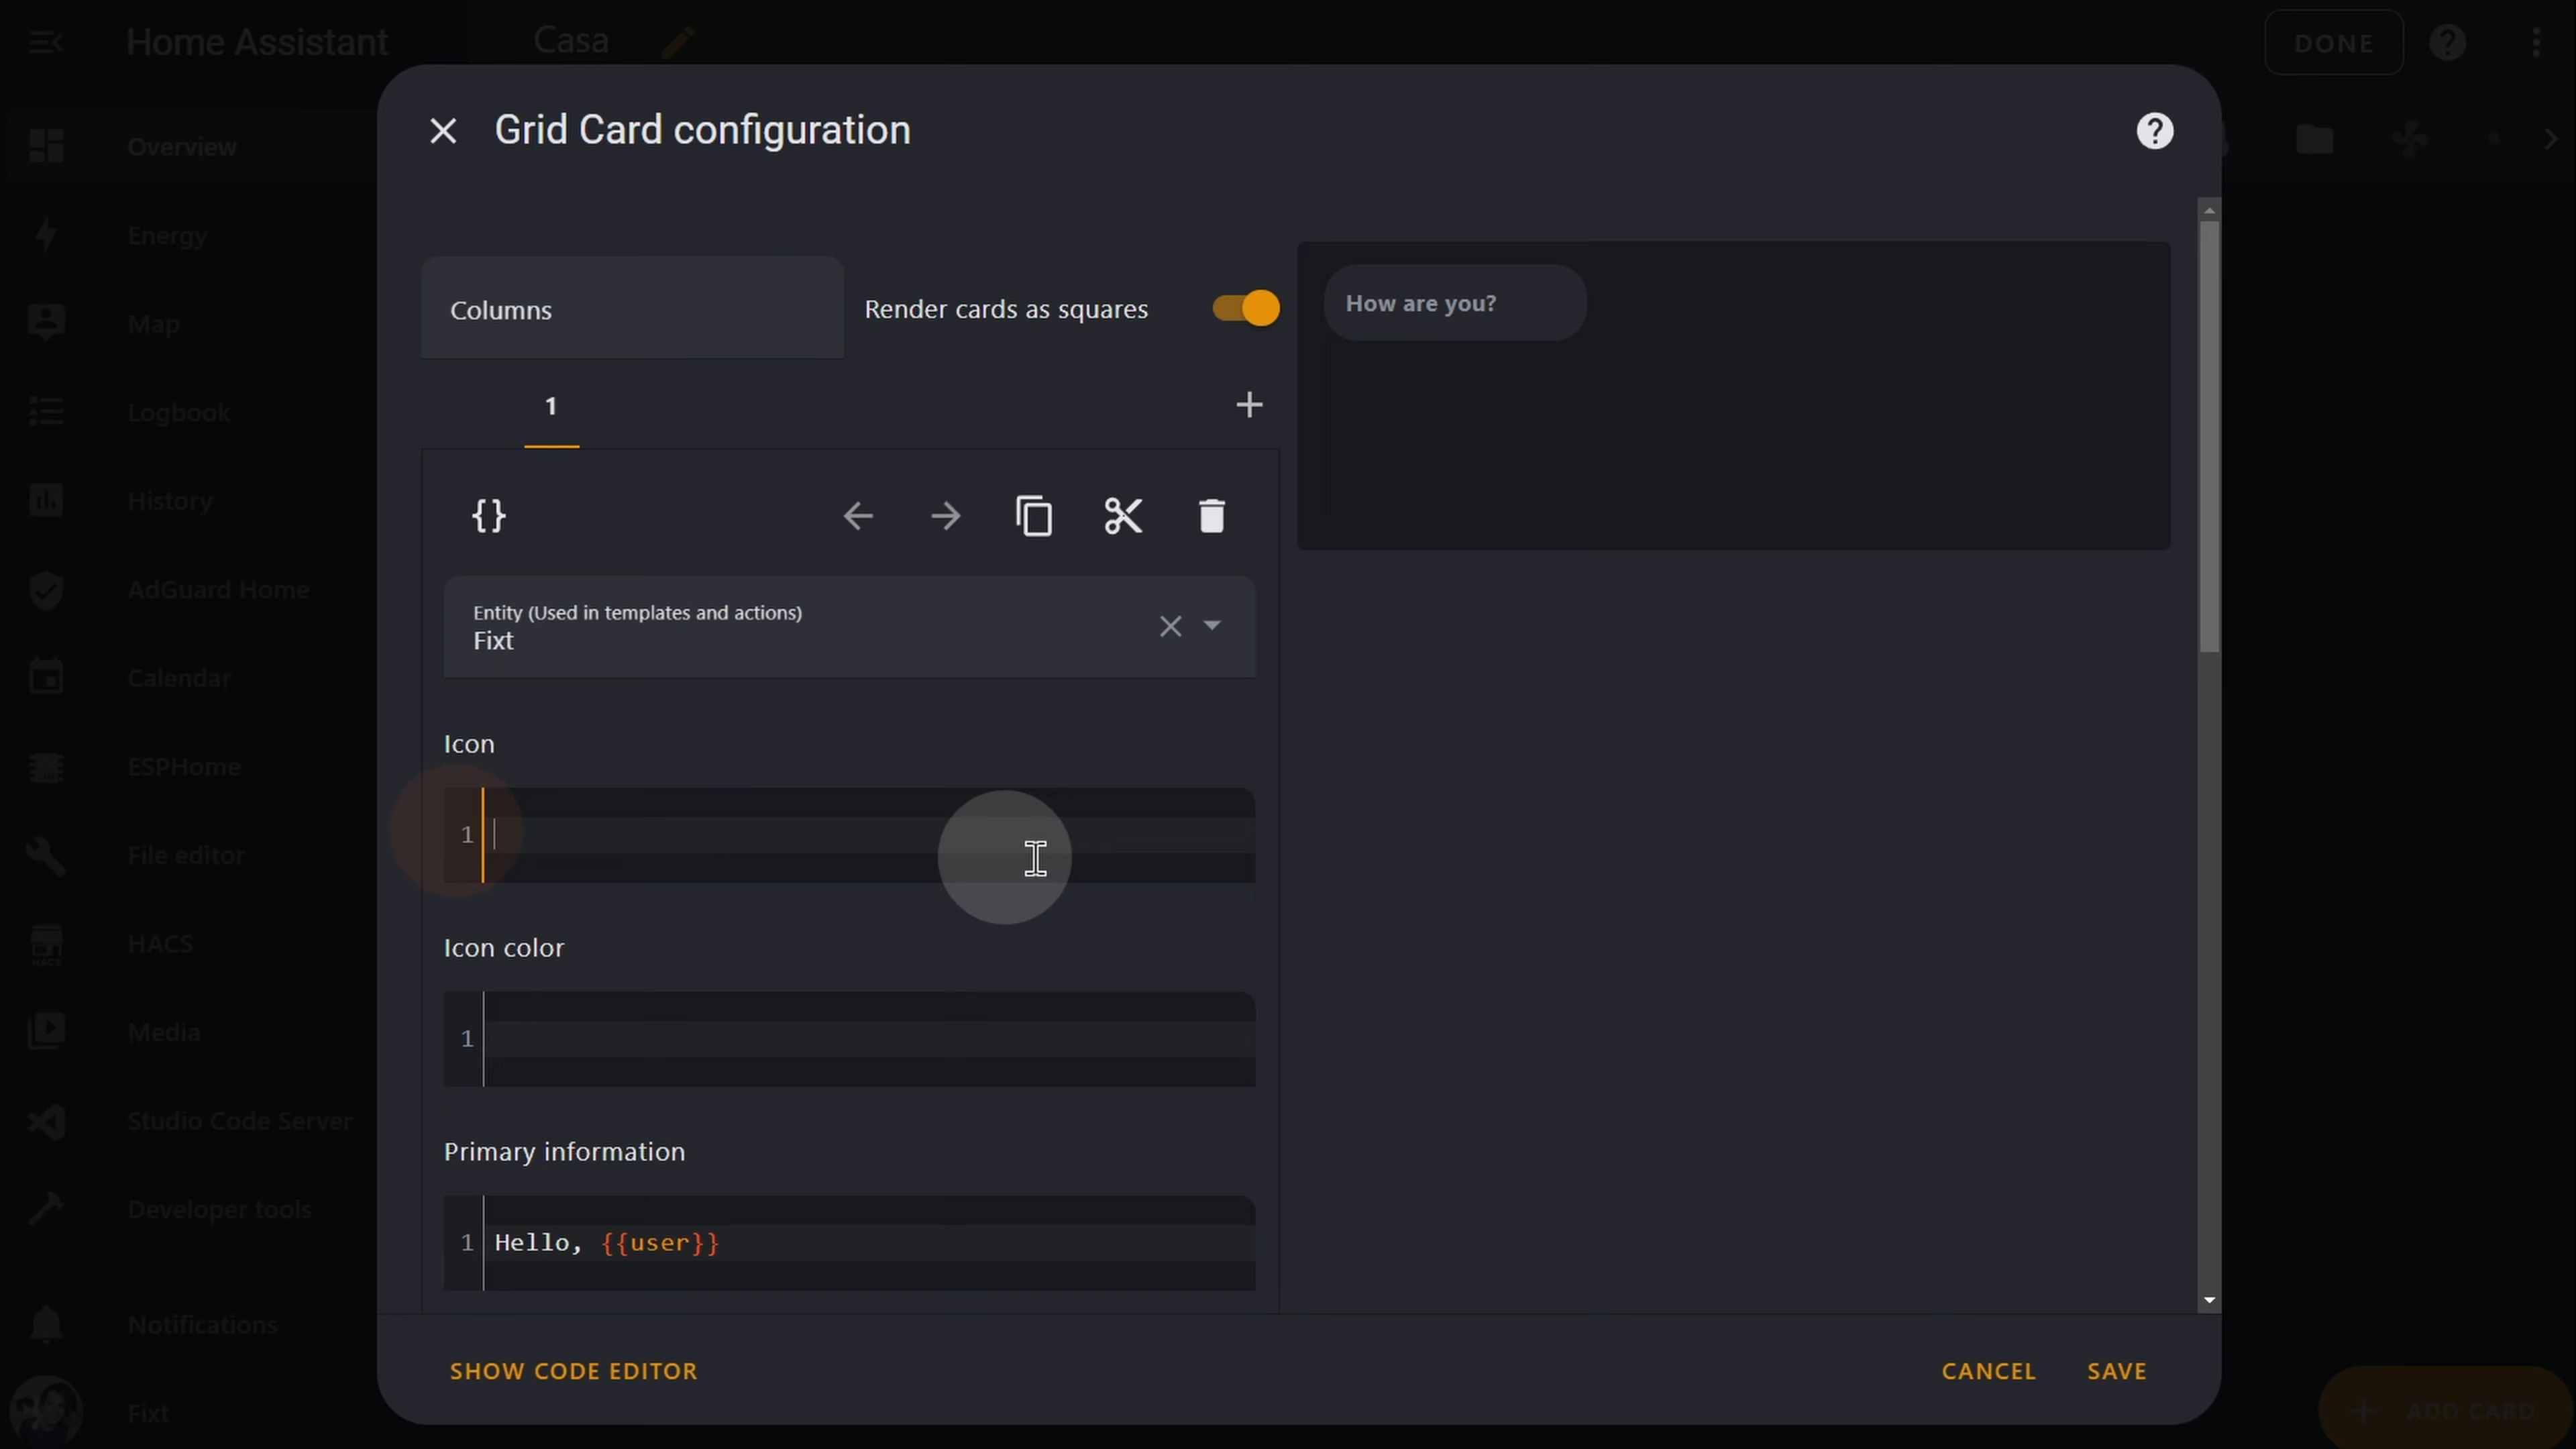 Home Assistant
Casa
DONE
Overview
Energy
Map
Logbook
History
AdGuard Home
Calendar
ESPHome
File editor
HACS
HACS
Media
Studio Code Server
Developer tools
Notifications
Fixt
Grid Card configuration
Columns
Render cards as squares
1
Entity (Used in templates and actions)
Fixt
Icon
1
Icon color
1
Primary information
1 Hello, {{user}}
How are you?
SHOW CODE EDITOR
CANCEL
SAVE
ADD CARD